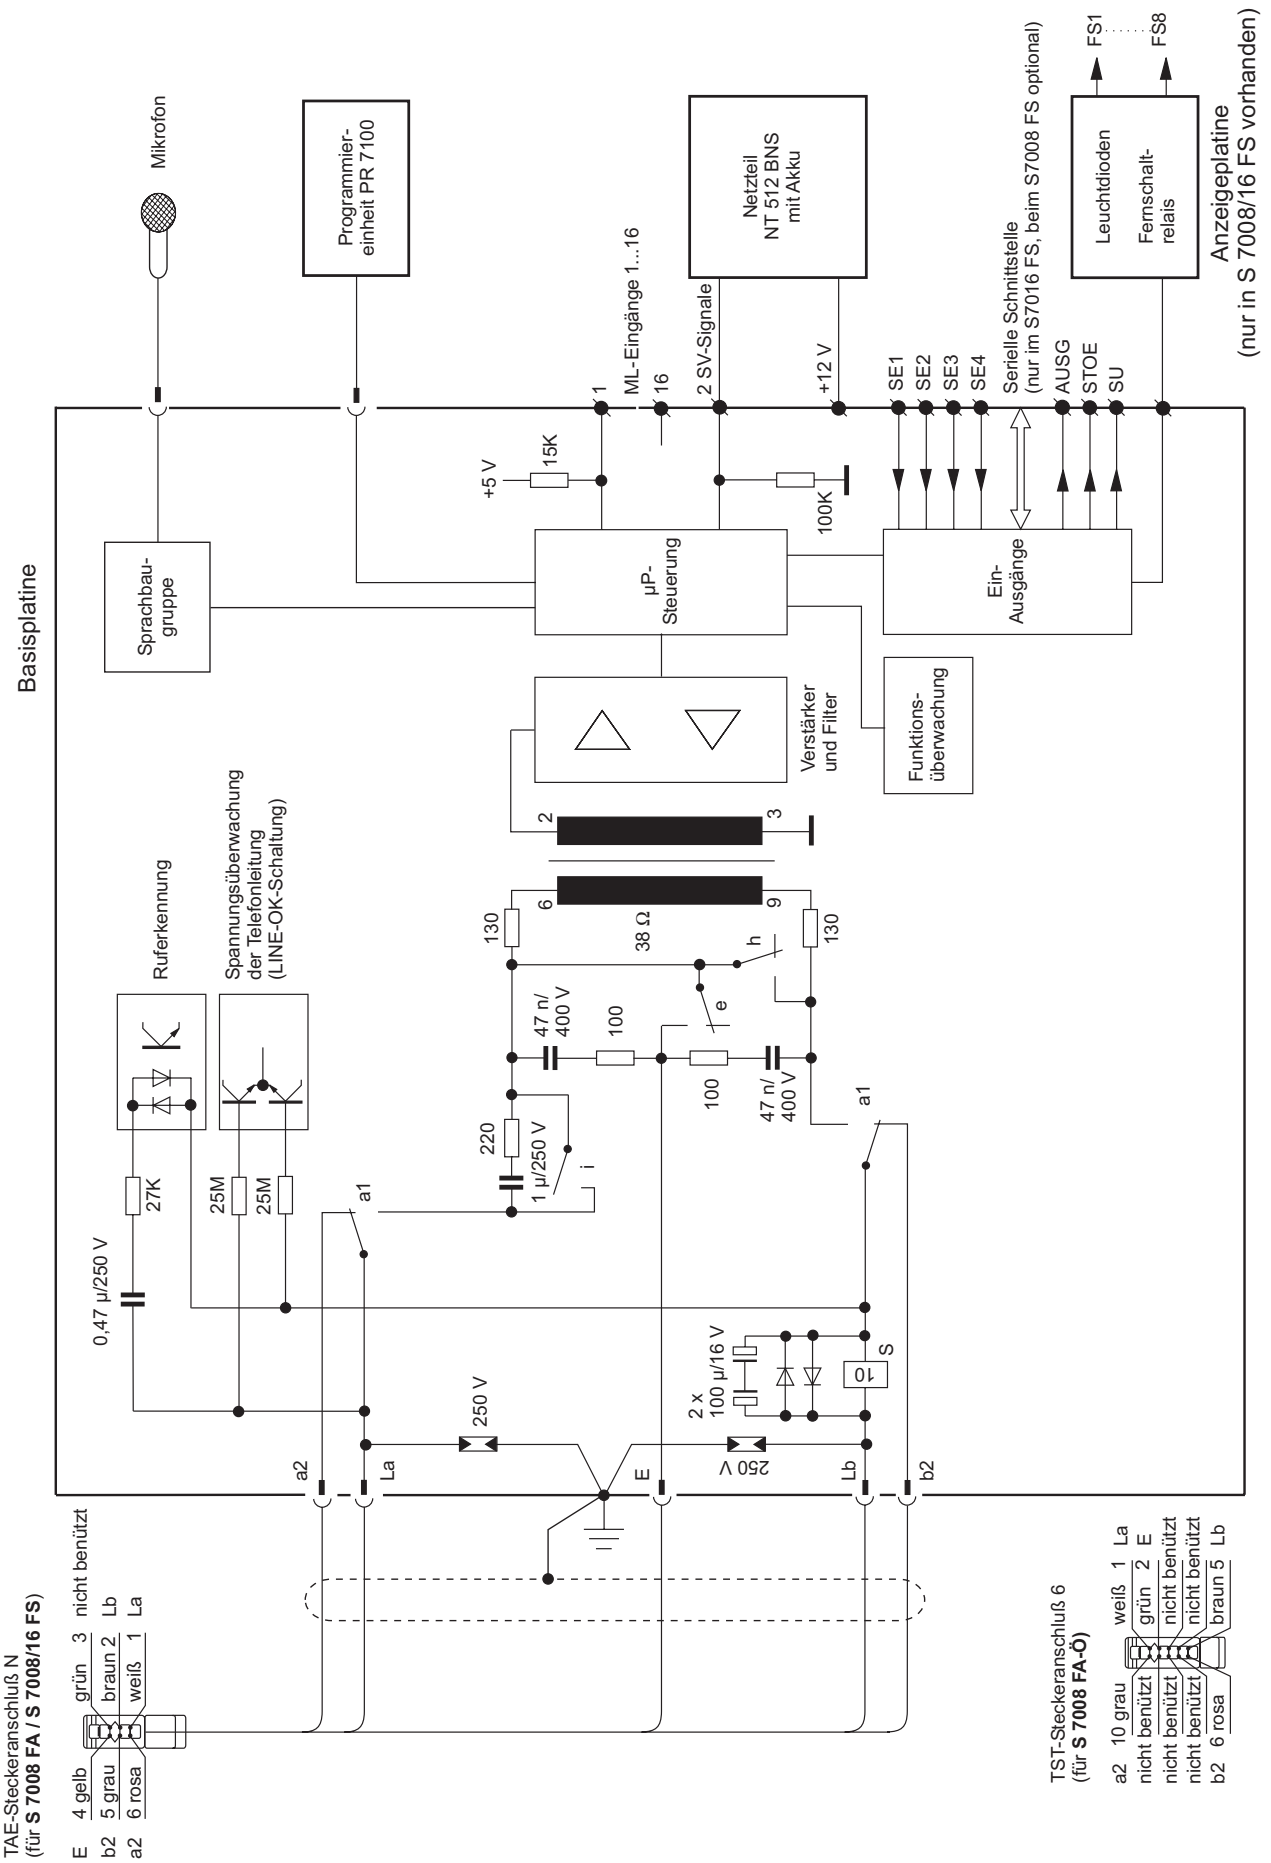 Basisplatine
TAE-Steckeranschluß N
(für S 7008 FA / S 7008/16 FS)
E 4 gelb
b2 5 grau
a2 6 rosa
grün 3 nicht benützt
braun 2 Lb
weiß 1 La
TST-Steckeranschluß 6
(für S 7008 FA-Ö)
a2 10 grau
nicht benützt
nicht benützt
nicht benützt
b2 6 rosa
weiß 1 La
grün 2 E
nicht benützt
nicht benützt
braun 5 Lb
a2
La
E
Lb
b2
250 V
250 V
0,47 µ/250 V
27K
25M
25M
Ruferkennung
Spannungsüberwachung
der Telefonleitung
(LINE-OK-Schaltung)
2 x
100 µ/16 V
10
S
a1
a1
220
1 µ/250 V
i
47 n/
400 V
100
100
47 n/
400 V
e
h
130
130
38 Ω
6
9
2
3
Verstärker
und Filter
Funktions-
überwachung
Sprachbau-
gruppe
µP-
Steuerung
Ein-
Ausgänge
+5 V
15K
100K
1
ML-Eingänge 1...16
16
2 SV-Signale
+12 V
SE1
SE2
SE3
SE4
Serielle Schnittstelle
(nur im S7016 FS, beim S7008 FS optional)
AUSG
STOE
SU
Mikrofon
Programmier-
einheit PR 7100
Netzteil
NT 512 BNS
mit Akku
Leuchtdioden
Fernschalt-
relais
FS1
FS8
Anzeigeplatine
(nur in S 7008/16 FS vorhanden)